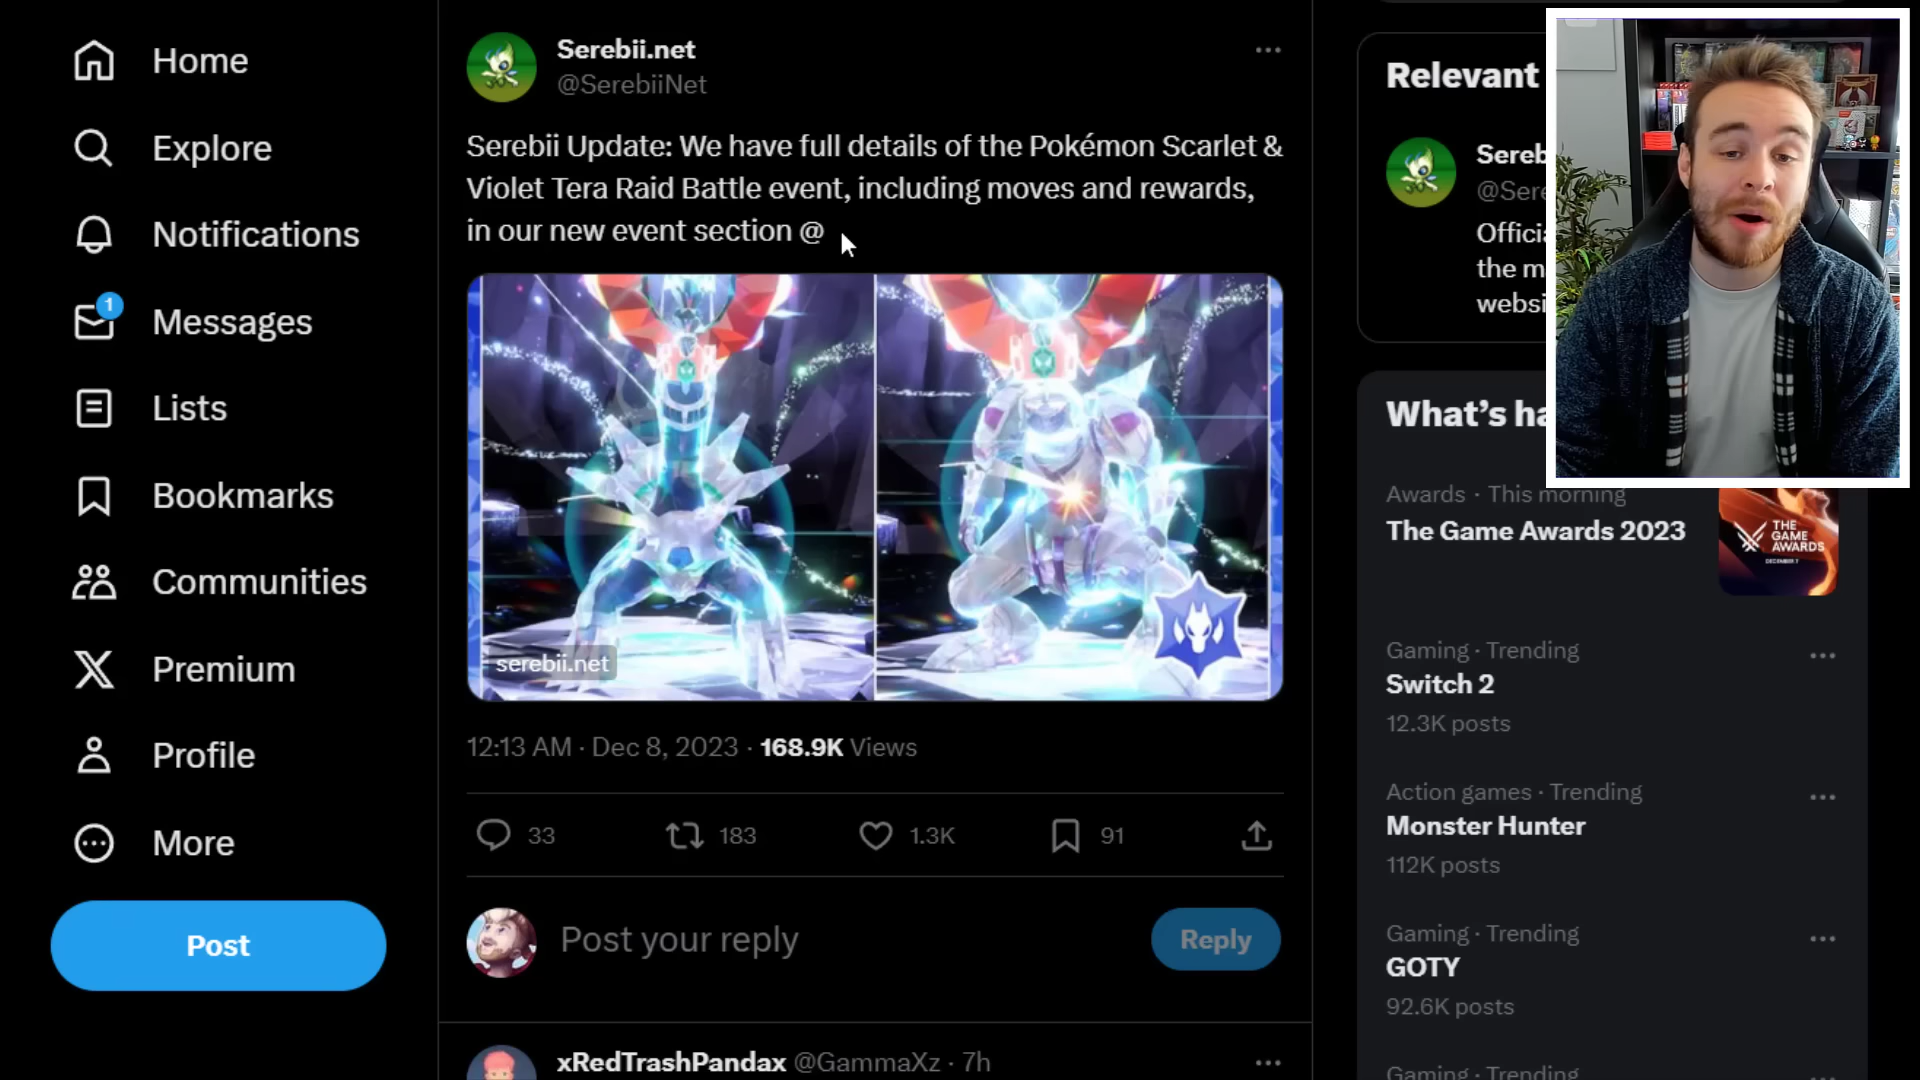 Home
Explore
Notifications
1
Messages
Lists
Bookmarks
Communities
Premium
Profile
More
Post
Serebii.net
@SerebiiNet
Serebii Update: We have full details of the Pokémon Scarlet &
Violet Tera Raid Battle event, including moves and rewards,
in our new event section @
serebii.net
12:13 AM · Dec 8, 2023 · 168.9K Views
33
183
1.3K
91
Post your reply
Reply
xRedTrashPandax @GammaXz · 7h
Relevant
Sereb
@Sere
Officia
the m
websi
What's ha
Awards · This morning
The Game Awards 2023
THE
GAME
AWARDS
DECEMBER 7
Gaming · Trending
Switch 2
12.3K posts
Action games · Trending
Monster Hunter
112K posts
Gaming · Trending
GOTY
92.6K posts
Gaming · Trending